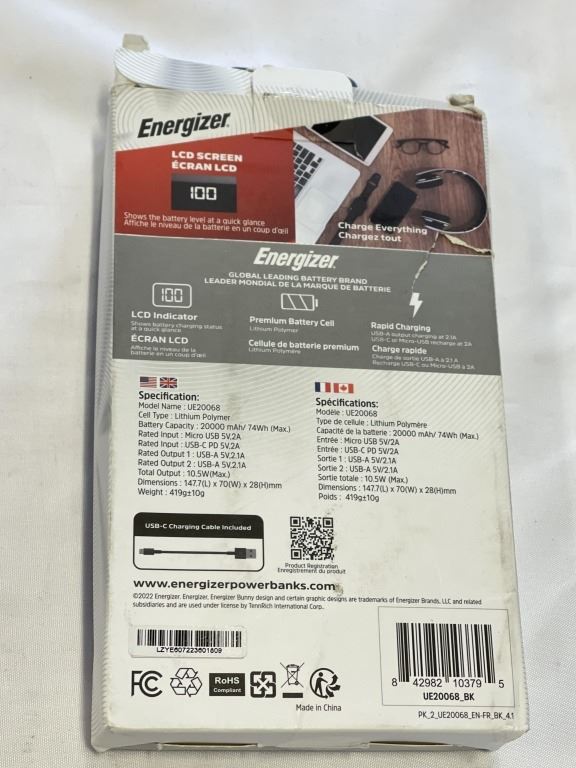 Energizer.
LCD SCREEN
ÉCRAN LCD
100
Shows the battery level at a quick glance
Affiche le niveau de la batterie en un coup d'œil
Charge Everything
Chargez tout
Energizer.
GLOBAL LEADING BATTERY BRAND
LEADER MONDIAL DE LA MARQUE DE BATTERIE
100
LCD Indicator
Shows battery charging status
at a quick glance
ÉCRAN LCD
Affiche le niveau de la
batterie en un coup d'œil
Premium Battery Cell
Lithium Polymer
Cellule de batterie premium
Lithium Polymère
Rapid Charging
USB-A output charging at 2.1A
USB-C or Micro-USB recharge at 2A
Charge rapide
Charge de sortie USB-A à 2.1 A
Recharge USB-C ou Micro-USB à 2A
Specification:
Model Name : UE20068
Cell Type : Lithium Polymer
Battery Capacity : 20000 mAh/ 74Wh (Max.)
Rated Input : Micro USB 5V,2A
Rated Input : USB-C PD 5V,2A
Rated Output 1 : USB-A 5V,2.1A
Rated Output 2 : USB-A 5V,2.1A
Total Output : 10.5W(Max.)
Dimensions : 147.7(L) x 70(W) x 28(H)mm
Weight : 419g±10g
Spécifications:
Modèle : UE20068
Type de cellule : Lithium Polymère
Capacité de la batterie : 20000 mAh/ 74Wh (Max.)
Entrée : Micro USB 5V/2A
Entrée : USB-C PD 5V/2A
Sortie 1 : USB-A 5V/2.1A
Sortie 2 : USB-A 5V/2.1A
Sortie totale : 10.5W (Max.)
Dimensions : 147.7(L) x 70(W) x 28(H)mm
Poids : 419g±10g
USB-C Charging Cable Included
Product Registration
Enregistrement du produit
www.energizerpowerbanks.com
©2022 Energizer. Energizer, Energizer Bunny design and certain graphic designs are trademarks of Energizer Brands, LLC and related
subsidiaries and are used under license by TennRich International Corp.
LZYE607223601809
FC
RoHS
Compliant
Made in China
8 42982 10379 5
UE20068_BK
PK_2_UE20068_EN-FR_BK_4.1